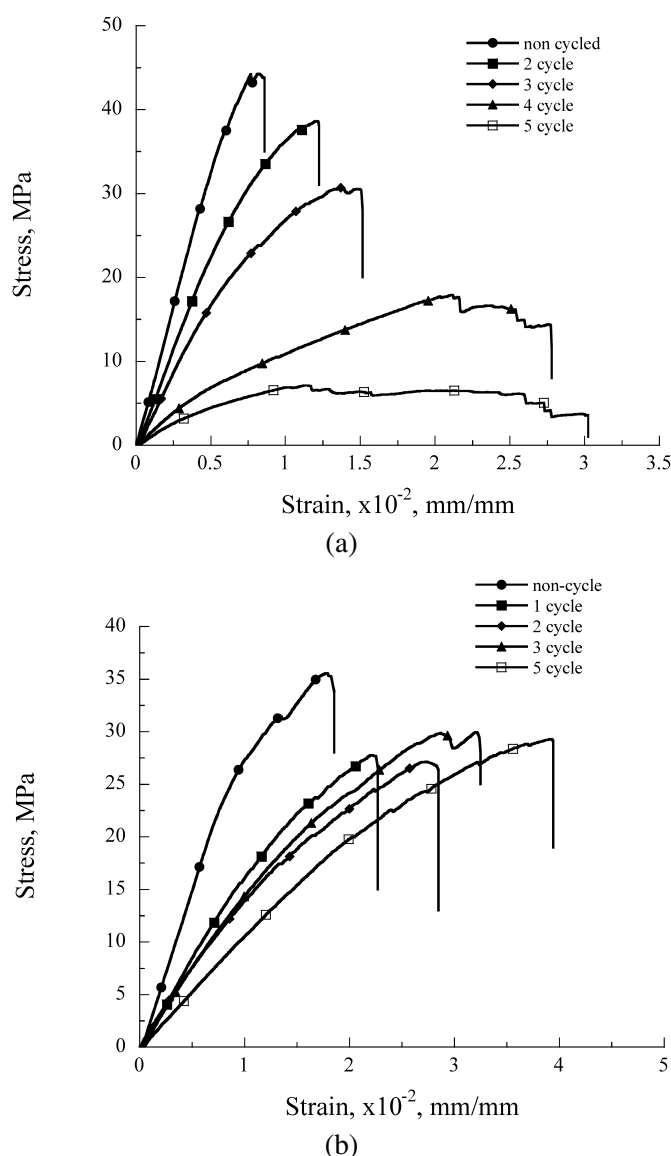 50
40
30
20
10
0
Stress, MPa
non cycled
2 cycle
3 cycle
4 cycle
5 cycle
0 0.5 1 1.5 2 2.5 3 3.5
Strain, x10⁻², mm/mm
(a)
non-cycle
1 cycle
2 cycle
3 cycle
5 cycle
40
35
30
25
20
15
10
5
0
Stress, MPa
0 1 2 3 4 5
Strain, x10⁻², mm/mm
(b)